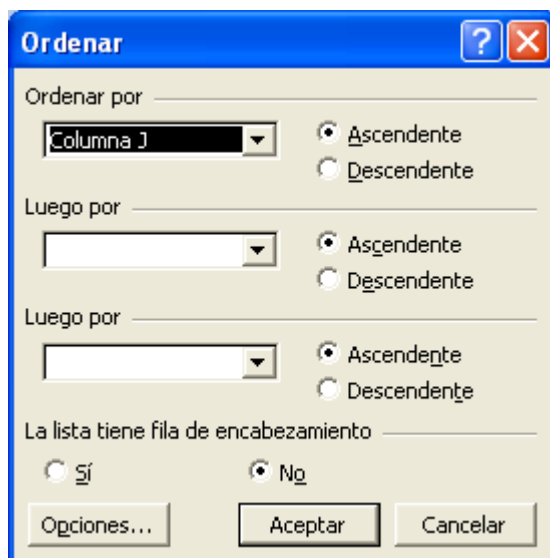 Ordenar
Ordenar por
Columna J
Ascendente
Descendente
Luego por
Ascendente
Descendente
Luego por
Ascendente
Descendente
La lista tiene fila de encabezamiento
Sí No
Opciones... Aceptar Cancelar